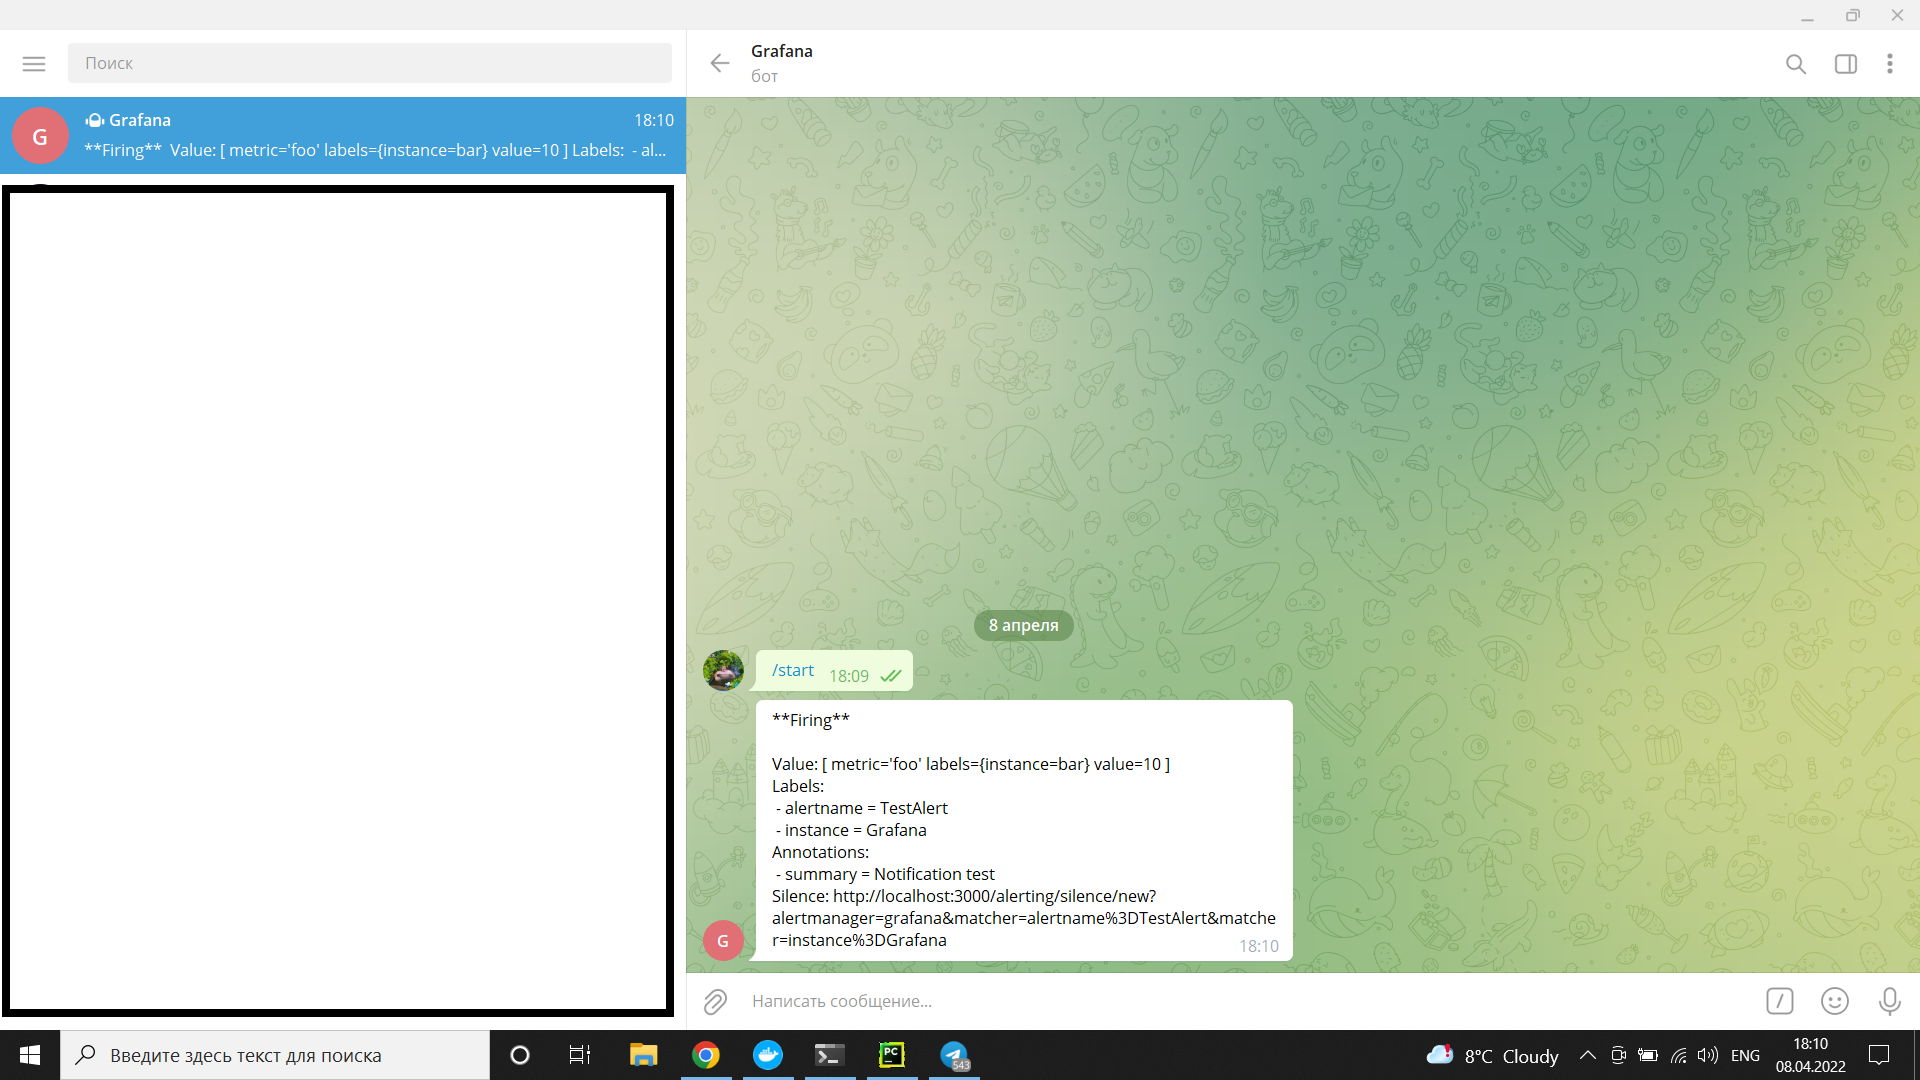 Поиск
G
Grafana
18:10
**Firing** Value: [ metric='foo' labels={instance=bar} value=10 ] Labels: - al...
Grafana
бот
8 апреля
/start 18:09
**Firing**
Value: [ metric='foo' labels={instance=bar} value=10 ]
Labels:
- alertname = TestAlert
- instance = Grafana
Annotations:
- summary = Notification test
Silence: http://localhost:3000/alerting/silence/new?
alertmanager=grafana&matcher=alertname%3DTestAlert&matche
r=instance%3DGrafana
18:10
G
Написать сообщение...
Введите здесь текст для поиска
PC
543
8°C Cloudy
ENG
18:10
08.04.2022